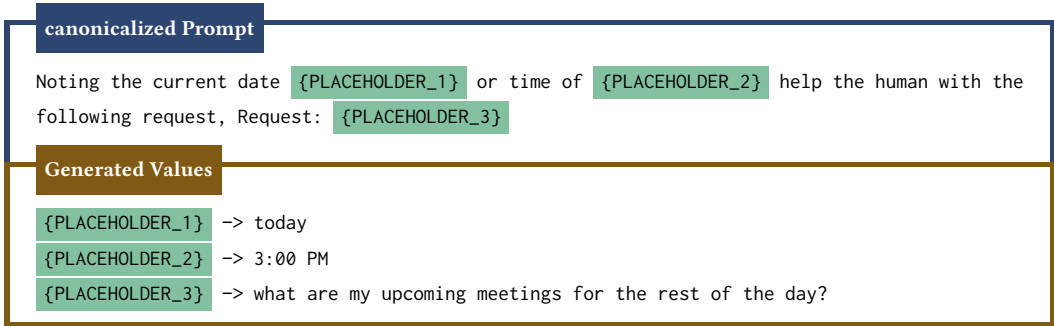 canonicalized Prompt
Noting the current date {PLACEHOLDER_1} or time of {PLACEHOLDER_2} help the human with the
following request, Request: {PLACEHOLDER_3}
Generated Values
{PLACEHOLDER_1} -> today
{PLACEHOLDER_2} -> 3:00 PM
{PLACEHOLDER_3} -> what are my upcoming meetings for the rest of the day?